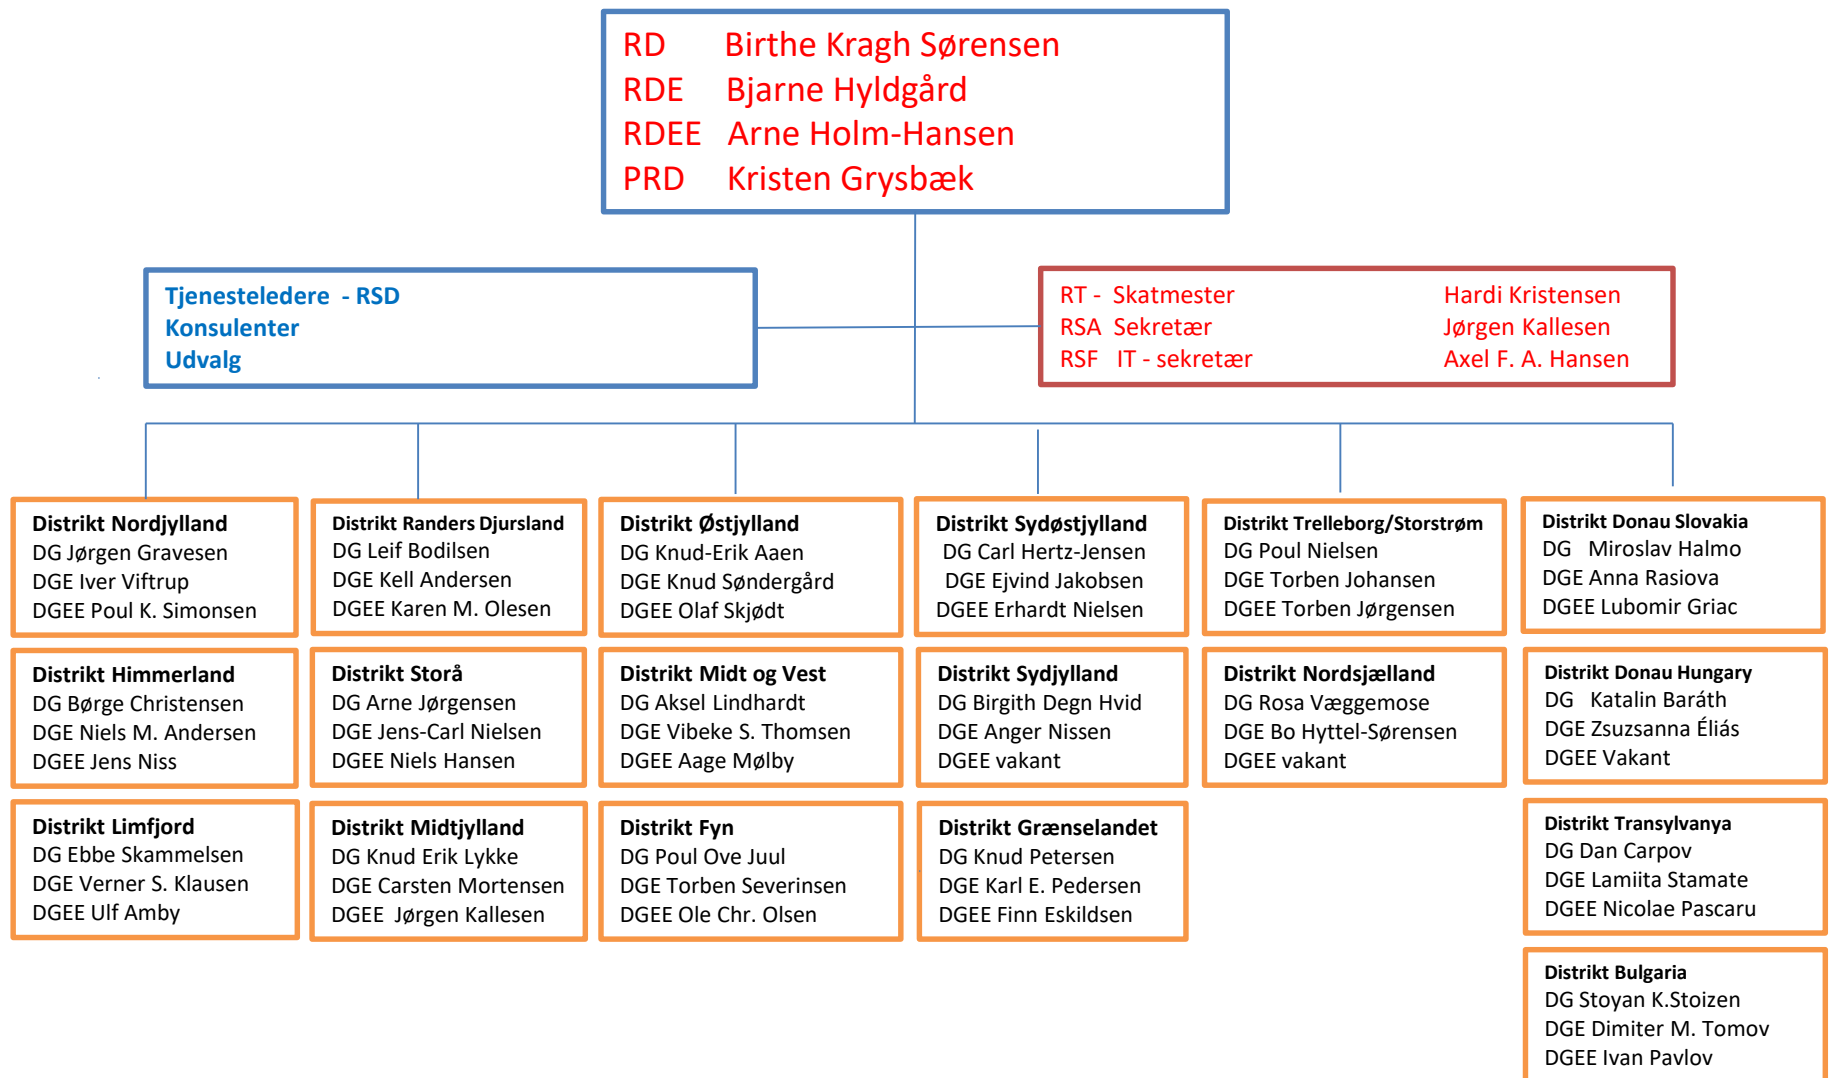 RD Birthe Kragh Sørensen
RDE Bjarne Hyldgård
RDEE Arne Holm-Hansen
PRD Kristen Grysbæk
Tjenesteledere - RSD
Konsulenter
Udvalg
RT - Skatmester Hardi Kristensen
RSA Sekretær Jørgen Kallesen
RSF IT - sekretær Axel F. A. Hansen
Distrikt Nordjylland
DG Jørgen Gravesen
DGE Iver Viftrup
DGEE Poul K. Simonsen
Distrikt Randers Djursland
DG Leif Bodilsen
DGE Kell Andersen
DGEE Karen M. Olesen
Distrikt Østjylland
DG Knud-Erik Aaen
DGE Knud Søndergård
DGEE Olaf Skjødt
Distrikt Sydøstjylland
DG Carl Hertz-Jensen
DGE Ejvind Jakobsen
DGEE Erhardt Nielsen
Distrikt Trelleborg/Storstrøm
DG Poul Nielsen
DGE Torben Johansen
DGEE Torben Jørgensen
Distrikt Donau Slovakia
DG Miroslav Halmo
DGE Anna Rasiova
DGEE Lubomir Griac
Distrikt Himmerland
DG Børge Christensen
DGE Niels M. Andersen
DGEE Jens Niss
Distrikt Storå
DG Arne Jørgensen
DGE Jens-Carl Nielsen
DGEE Niels Hansen
Distrikt Midt og Vest
DG Aksel Lindhardt
DGE Vibeke S. Thomsen
DGEE Aage Mølby
Distrikt Sydjylland
DG Birgith Degn Hvid
DGE Anger Nissen
DGEE vakant
Distrikt Nordsjælland
DG Rosa Væggemose
DGE Bo Hyttel-Sørensen
DGEE vakant
Distrikt Donau Hungary
DG Katalin Baráth
DGE Zsuzsanna Éliás
DGEE Vakant
Distrikt Limfjord
DG Ebbe Skammelsen
DGE Verner S. Klausen
DGEE Ulf Amby
Distrikt Midtjylland
DG Knud Erik Lykke
DGE Carsten Mortensen
DGEE Jørgen Kallesen
Distrikt Fyn
DG Poul Ove Juul
DGE Torben Severinsen
DGEE Ole Chr. Olsen
Distrikt Grænselandet
DG Knud Petersen
DGE Karl E. Pedersen
DGEE Finn Eskildsen
Distrikt Transylvanya
DG Dan Carpov
DGE Lamiita Stamate
DGEE Nicolae Pascaru
Distrikt Bulgaria
DG Stoyan K.Stoizen
DGE Dimiter M. Tomov
DGEE Ivan Pavlov